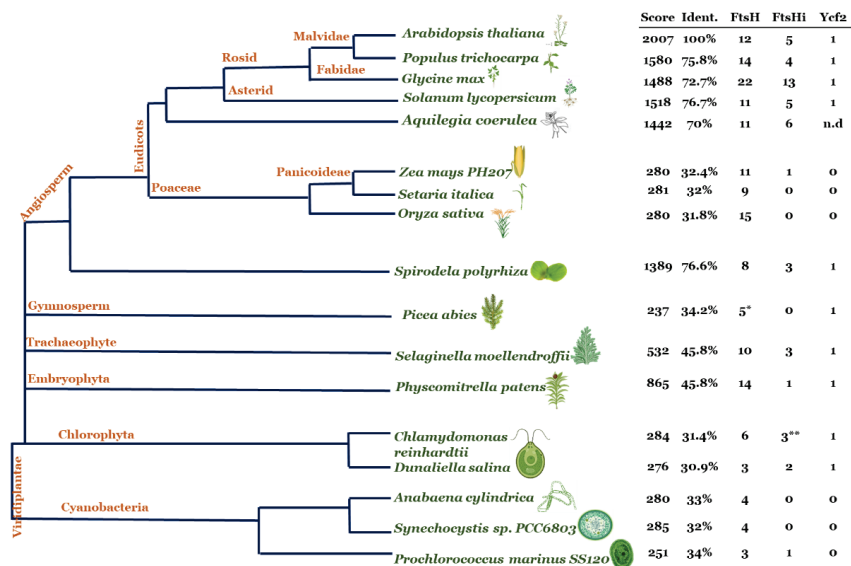 Score Ident. FtsH FtsHi Ycf2
Malvidae
Arabidopsis thaliana 2007 100% 12 5 1
Rosid
Populus trichocarpa 1580 75.8% 14 4 1
Fabidae
Glycine max 1488 72.7% 22 13 1
Asterid
Solanum lycopersicum 1518 76.7% 11 5 1
Eudicots
Aquilegia coerulea 1442 70% 11 6 n.d
Panicoideae
Zea mays PH207 280 32.4% 11 1 0
Poaceae
Setaria italica 281 32% 9 0 0
Angiosperm
Oryza sativa 280 31.8% 15 0 0
Spirodela polyrhiza 1389 76.6% 8 3 1
Gymnosperm
Picea abies 237 34.2% 5* 0 1
Trachaeophyte
Selaginella moellendroffii 532 45.8% 10 3 1
Embryophyta
Physcomitrella patens 865 45.8% 14 1 1
Chlorophyta
Chlamydomonas 284 31.4% 6 3** 1
reinhardtii
Dunaliella salina 276 30.9% 3 2 1
Viridiplantae
Cyanobacteria
Anabaena cylindrica 280 33% 4 0 0
Synechocystis sp. PCC6803 285 32% 4 0 0
Prochlorococcus marinus SS120 251 34% 3 1 0